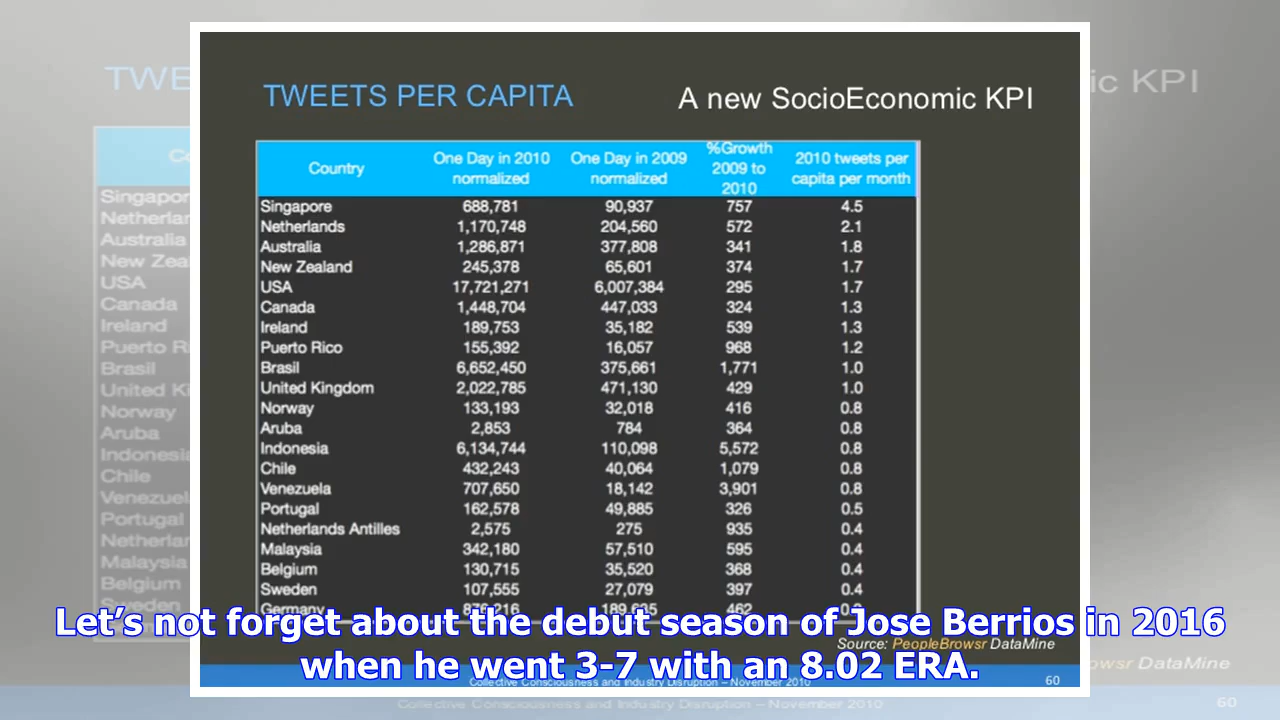 TWEETS PER CAPITA A new SocioEconomic KPI
Country One Day in 2010 normalized One Day in 2009 normalized %Growth 2009 to 2010 2010 tweets per capita per month
Singapore 688,781 90,937 757 4.5
Netherlands 1,170,748 204,560 572 2.1
Australia 1,286,871 377,808 341 1.8
New Zealand 245,378 65,601 374 1.7
USA 17,721,271 6,007,384 295 1.7
Canada 1,448,704 447,033 324 1.3
Ireland 189,753 35,182 539 1.3
Puerto Rico 155,392 16,057 968 1.2
Brasil 6,652,450 375,661 1,771 1.0
United Kingdom 2,022,785 471,130 429 1.0
Norway 133,193 32,018 416 0.8
Aruba 2,853 784 364 0.8
Indonesia 6,134,744 110,098 5,572 0.8
Chile 432,243 40,064 1,079 0.8
Venezuela 707,650 18,142 3,901 0.8
Portugal 162,578 49,885 326 0.5
Netherlands Antilles 2,575 275 935 0.4
Malaysia 342,180 57,510 595 0.4
Belgium 130,715 35,520 368 0.4
Sweden 107,555 27,079 397 0.4
Germany 462
Let’s not forget about the debut season of Jose Berrios in 2016
when he went 3-7 with an 8.02 ERA.
Source: PeopleBrowsr DataMine
Collective Consciousness and Industry Disruption – November 2010 60